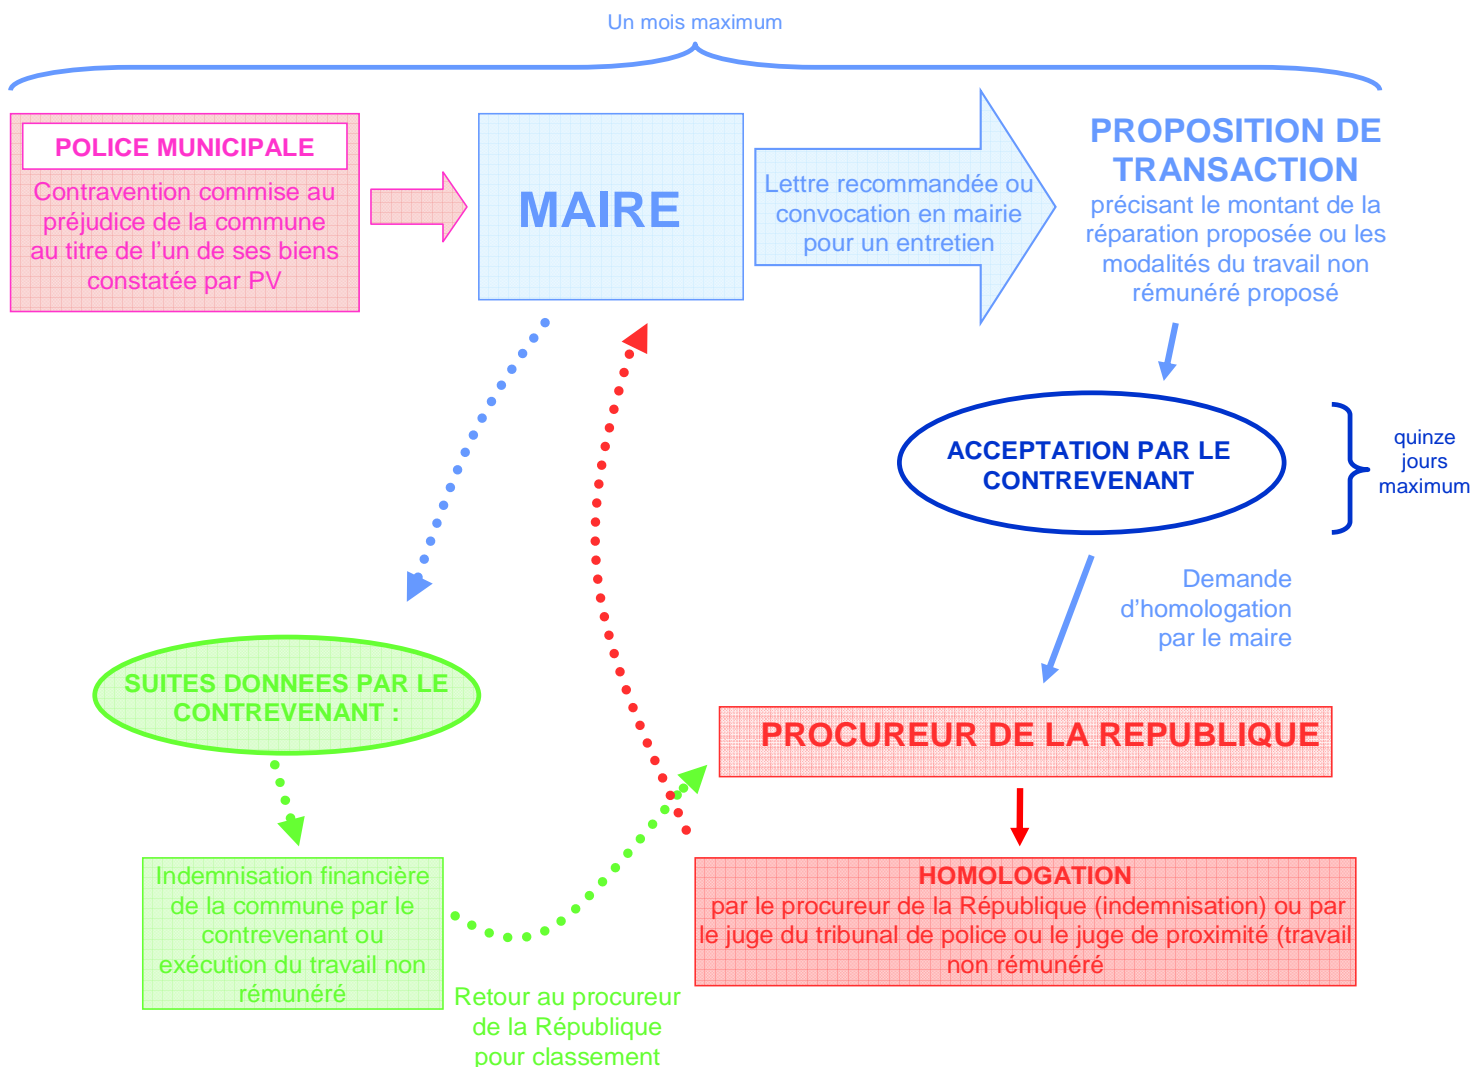 Un mois maximum
POLICE MUNICIPALE
Contravention commise au
préjudice de la commune
au titre de l'un de ses biens
constatée par PV
MAIRE
Lettre recommandée ou
convocation en mairie
pour un entretien
PROPOSITION DE
TRANSACTION
précisant le montant de la
réparation proposée ou les
modalités du travail non
rémunéré proposé
ACCEPTATION PAR LE
CONTREVENANT
quinze
jours
maximum
Demande
d'homologation
par le maire
SUITES DONNEES PAR LE
CONTREVENANT :
PROCUREUR DE LA REPUBLIQUE
HOMOLOGATION
par le procureur de la République (indemnisation) ou par
le juge du tribunal de police ou le juge de proximité (travail
non rémunéré
Indemnisation financière
de la commune par le
contrevenant ou
exécution du travail non
rémunéré
Retour au procureur
de la République
pour classement